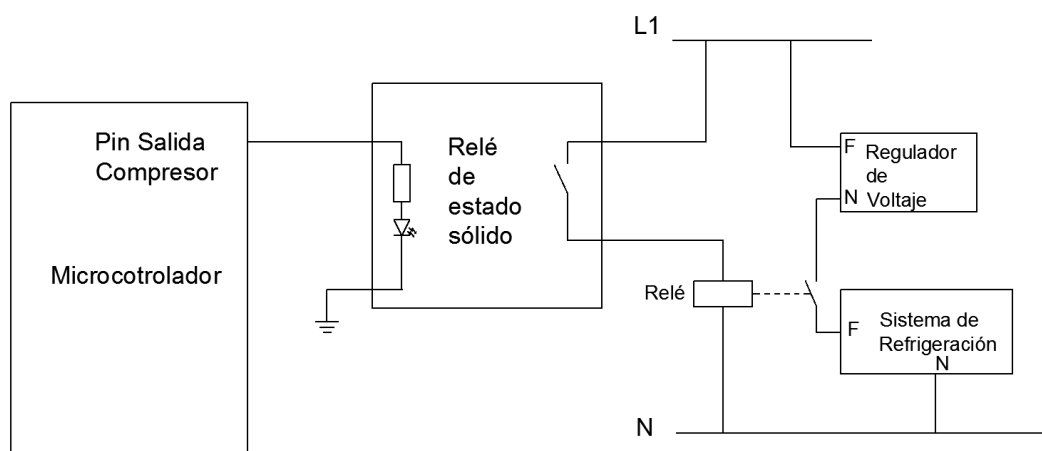 L1
Pin Salida
Compresor
Microcotrolador
Relé
de
estado
sólido
F
Regulador
de
Voltaje
N
Relé
F
Sistema de
Refrigeración
N
N